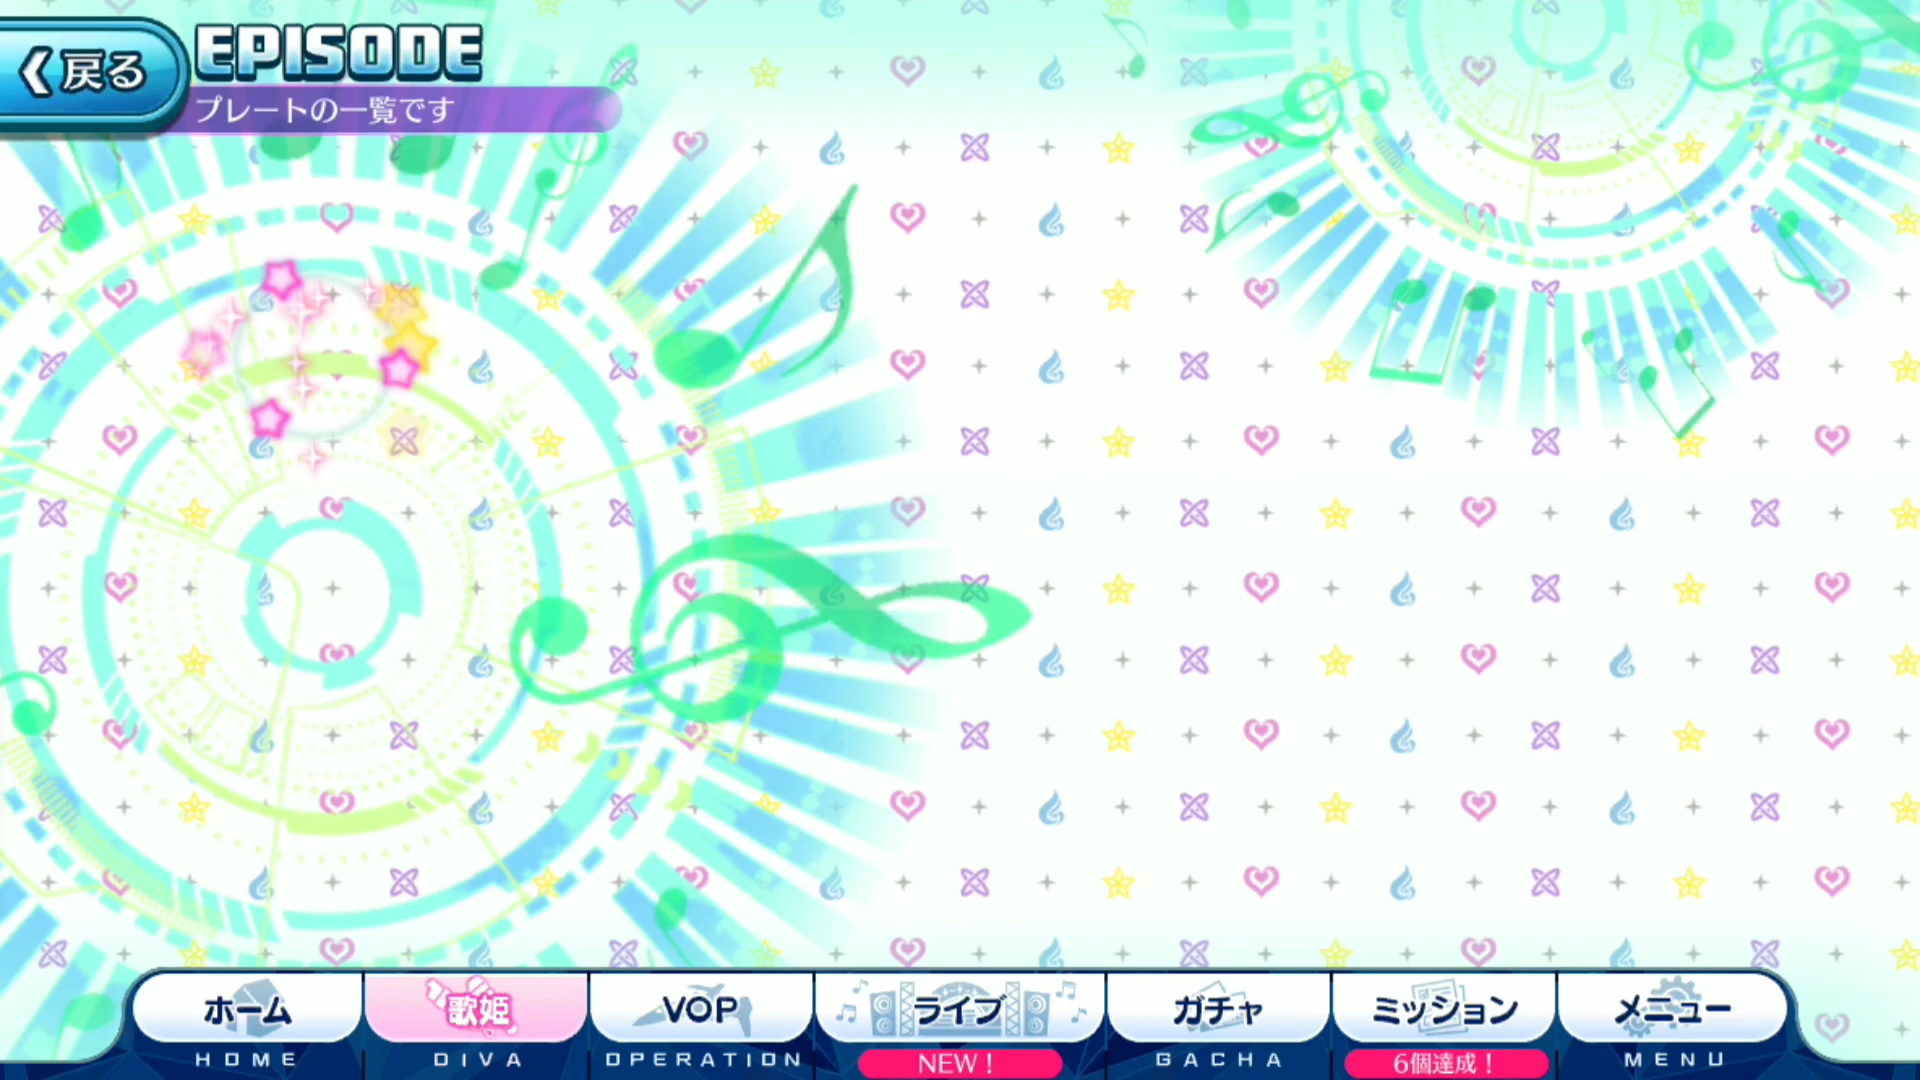 戻る
EPISODE
プレートの一覧です
ホーム
HOME
歌姫
DIVA
VOP
OPERATION
ライブ
NEW！
ガチャ
GACHA
ミッション
6個達成！
メニュー
MENU